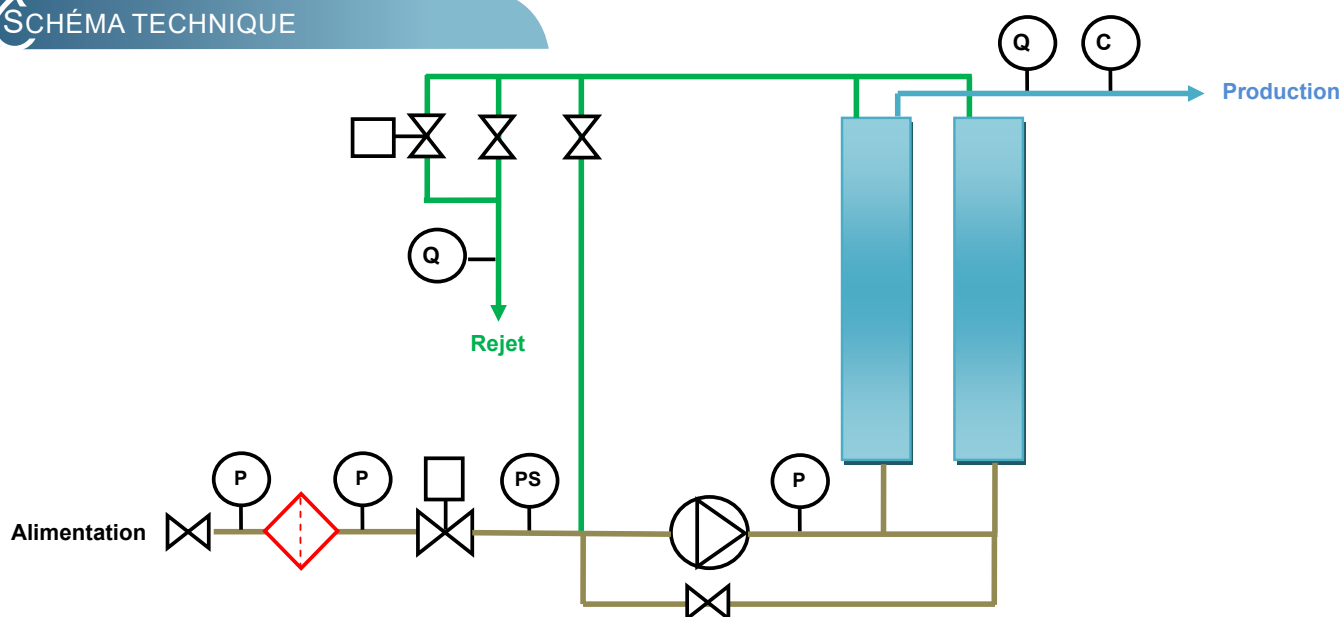 SCHÉMA TECHNIQUE
Q
C
Production
Q
Rejet
P
P
PS
P
Alimentation